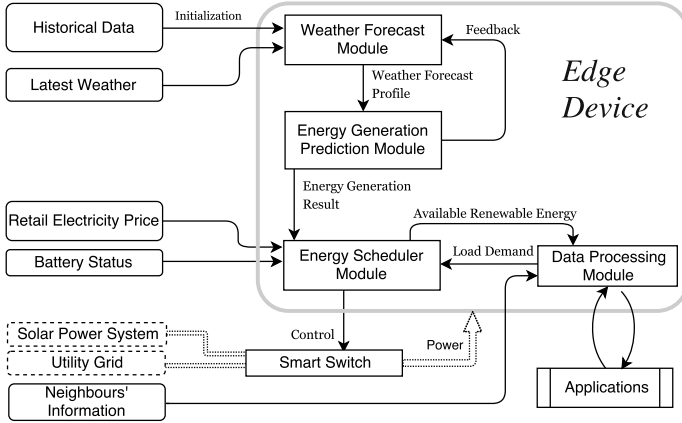 Historical Data
Initialization
Weather Forecast
Module
Feedback
Edge
Device
Latest Weather
Weather Forecast
Profile
Energy Generation
Prediction Module
Energy Generation
Result
Retail Electricity Price
Available Renewable Energy
Battery Status
Energy Scheduler
Module
Load Demand
Data Processing
Module
Solar Power System
Control
Power
Utility Grid
Smart Switch
Neighbours'
Information
Applications